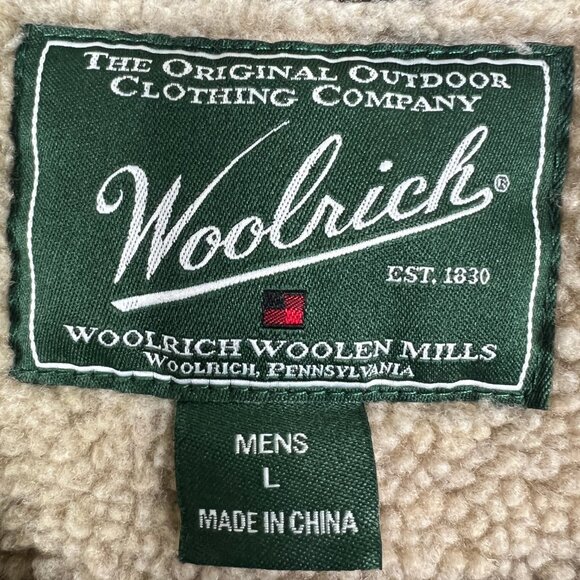 The Original Outdoor
Clothing Company
Woolrich®
EST. 1830
Woolrich Woolen Mills
Woolrich, Pennsylvania
MENS
L
MADE IN CHINA